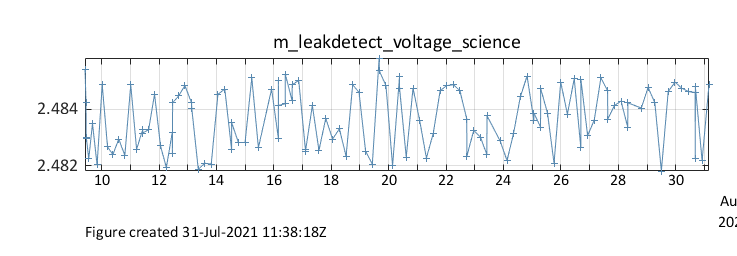 m_leakdetect_voltage_science
2.484
2.482
10 12 14 16 18 20 22 24 26 28 30
Au
202
Figure created 31-Jul-2021 11:38:18Z